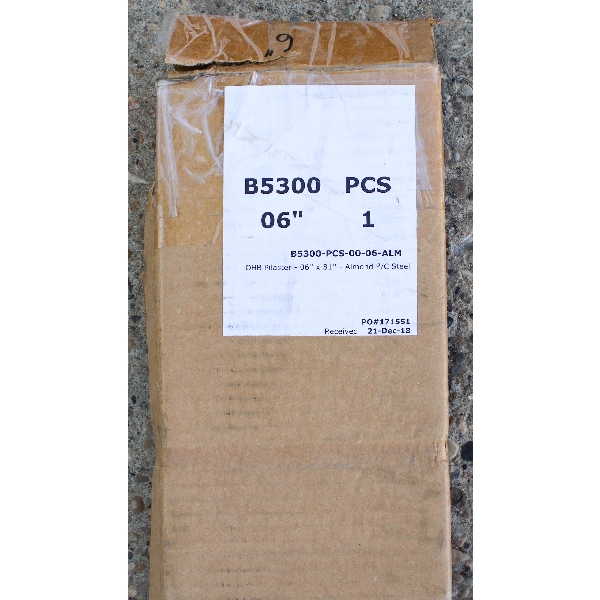 6"
B5300 PCS
06" 1
B5300-PCS-00-06-ALM
OHB Pilaster - 06" x 81" - Almond P/C Steel
PO#171551
Received 21-Dec-18